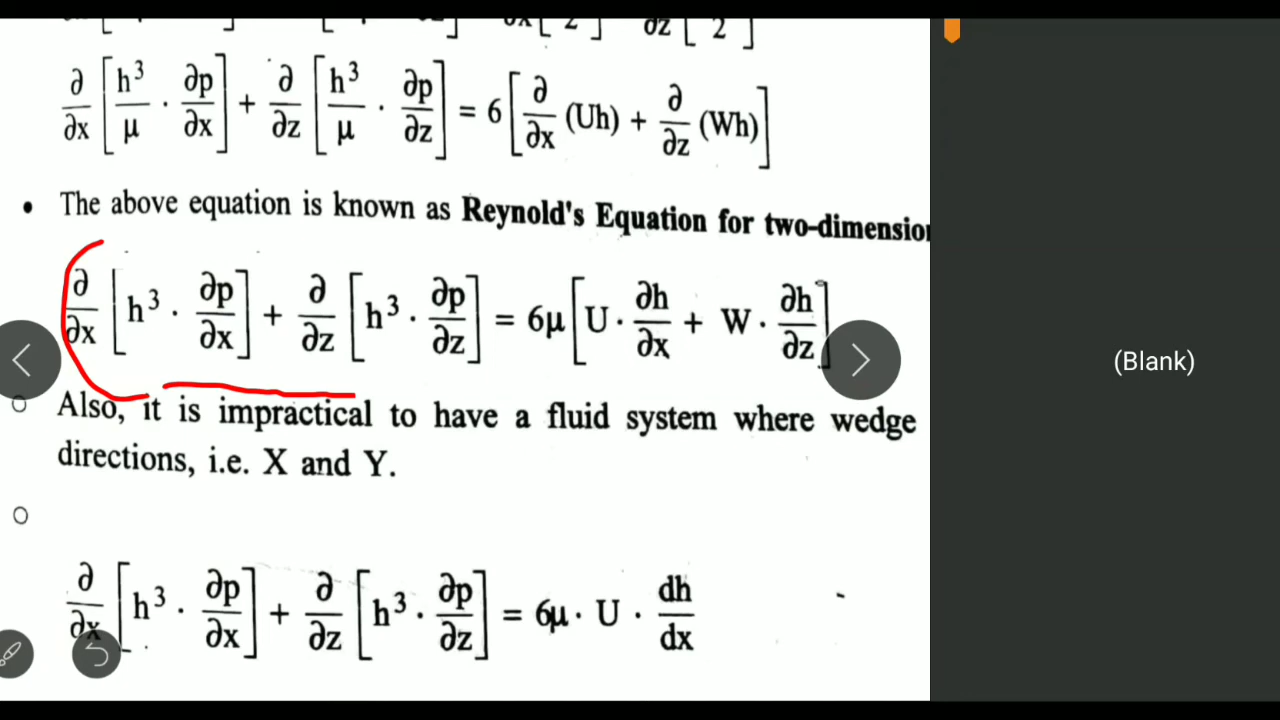 ∂/∂x [h³/μ · ∂p/∂x] + ∂/∂z [h³/μ · ∂p/∂z] = 6 [∂/∂x (Uh) + ∂/∂z (Wh)]
• The above equation is known as Reynold's Equation for two-dimension
∂/∂x [h³ · ∂p/∂x] + ∂/∂z [h³ · ∂p/∂z] = 6μ [U · ∂h/∂x + W · ∂h/∂z]
(Blank)
Also, it is impractical to have a fluid system where wedge
directions, i.e. X and Y.
∂/∂x [h³ · ∂p/∂x] + ∂/∂z [h³ · ∂p/∂z] = 6μ · U · dh/dx